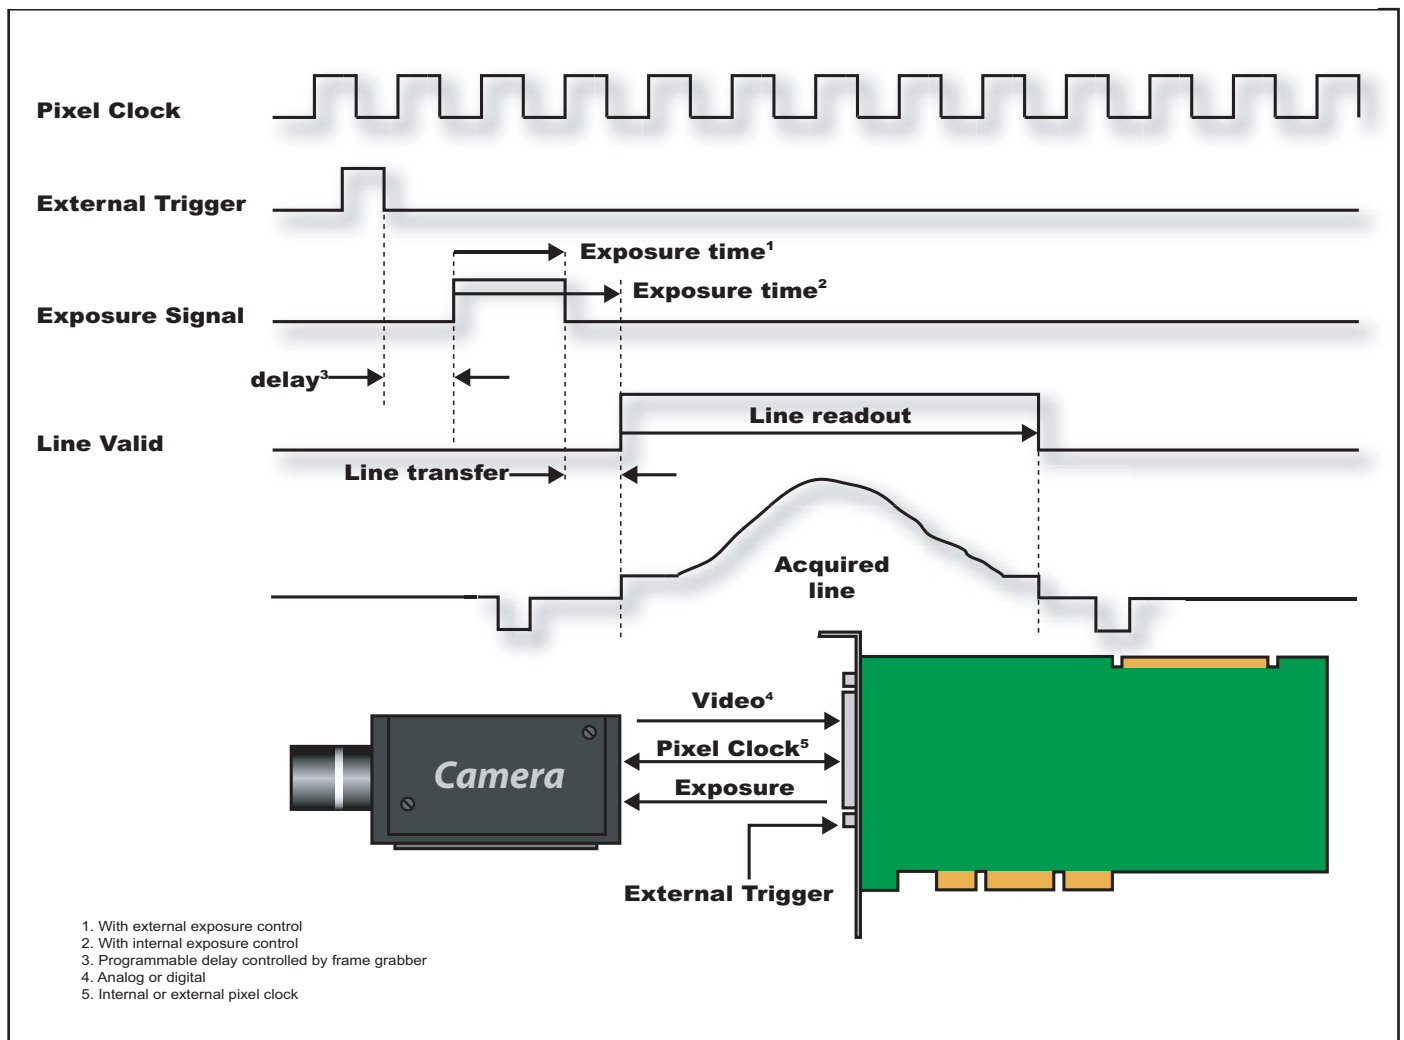 Pixel Clock
External Trigger
Exposure time¹
Exposure time²
Exposure Signal
delay³
Line readout
Line Valid
Line transfer
Acquired
line
Video⁴
Pixel Clock⁵
Camera
Exposure
External Trigger
1. With external exposure control
2. With internal exposure control
3. Programmable delay controlled by frame grabber
4. Analog or digital
5. Internal or external pixel clock